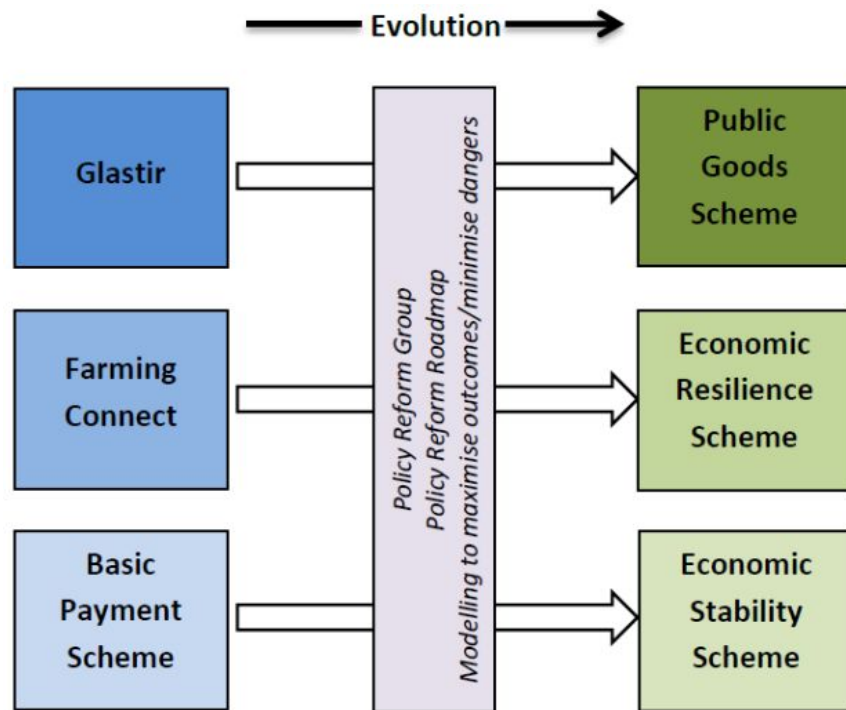 Evolution
Glastir
Public
Goods
Scheme
Farming
Connect
Economic
Resilience
Scheme
Basic
Payment
Scheme
Economic
Stability
Scheme
Policy Reform Group
Policy Reform Roadmap
Modelling to maximise outcomes/minimise dangers